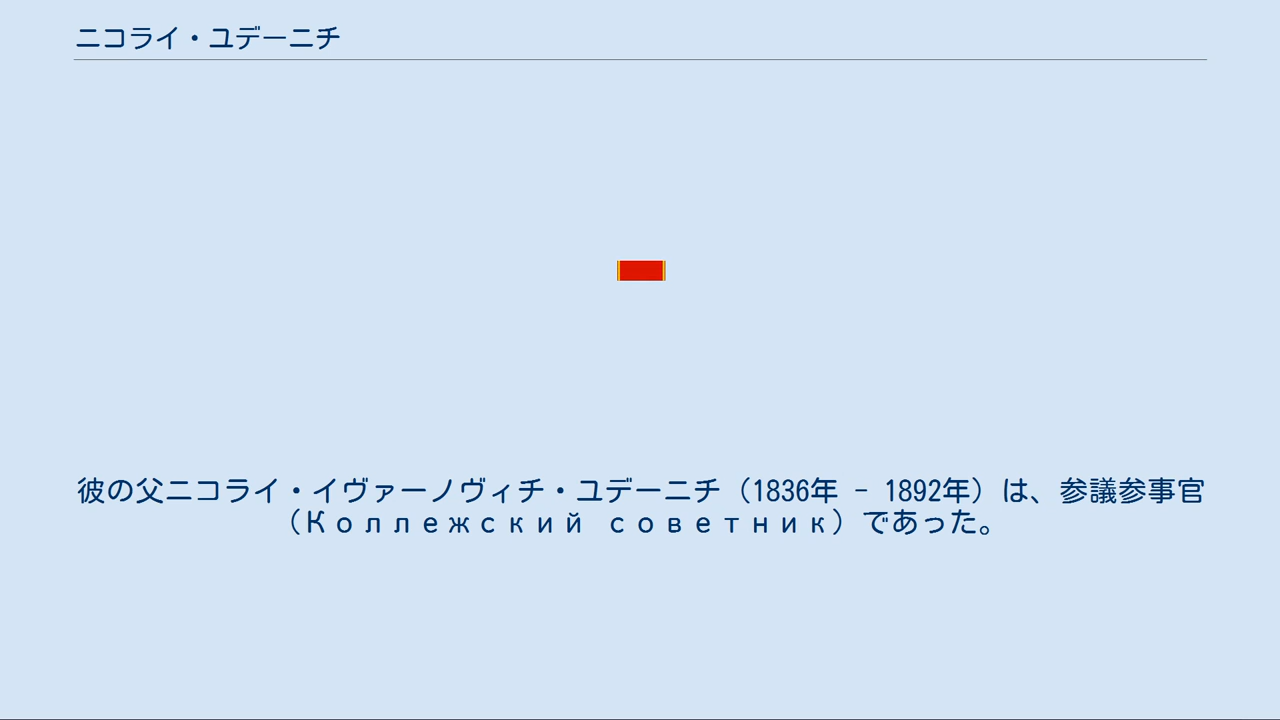 ニコライ・ユデーニチ
彼の父ニコライ・イヴァーノヴィチ・ユデーニチ（1836年 - 1892年）は、参議参事官
（Коллежский советник）であった。